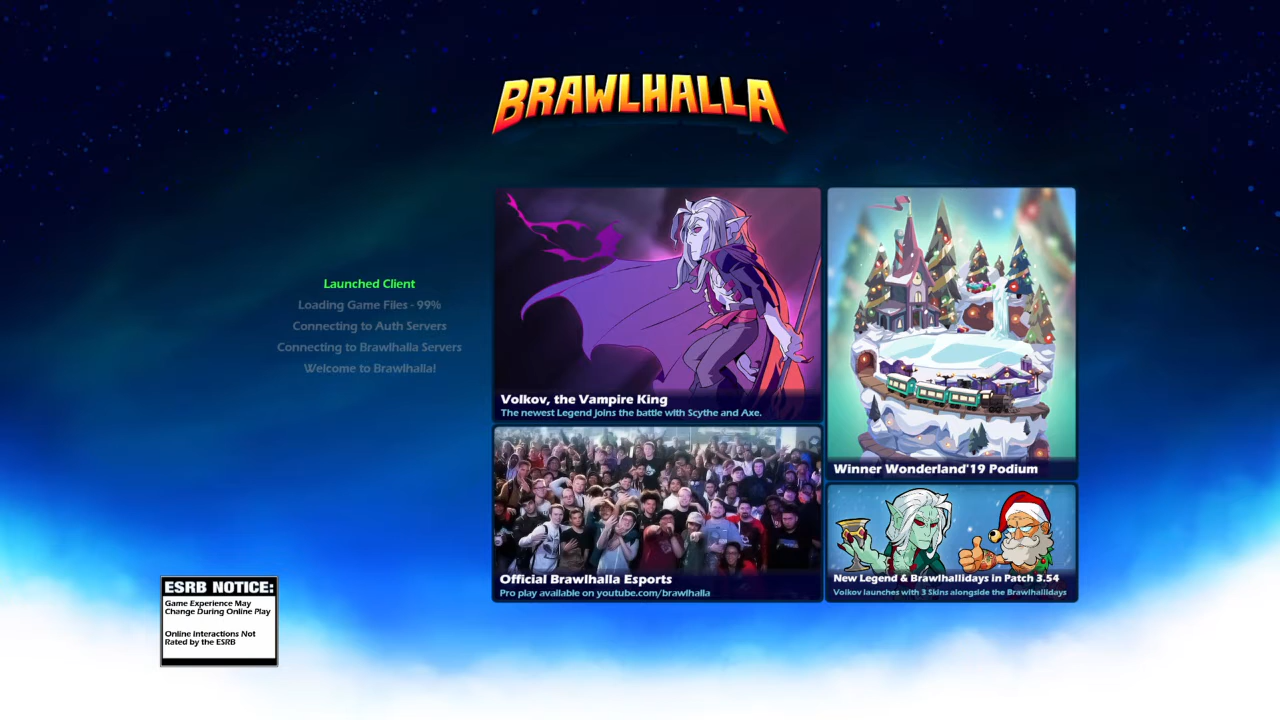 BRAWLHALLA
Launched Client
Loading Game Files - 99%
Connecting to Auth Servers
Connecting to Brawlhalla Servers
Welcome to Brawlhalla!
Volkov, the Vampire King
The newest Legend joins the battle with Scythe and Axe.
Winner Wonderland'19 Podium
Official Brawlhalla Esports
Pro play available on youtube.com/brawlhalla
New Legend & Brawlhallidays in Patch 3.54
Volkov launches with 3 Skins alongside the Brawlhallidays
ESRB NOTICE:
Game Experience May
Change During Online Play
Online Interactions Not
Rated by the ESRB